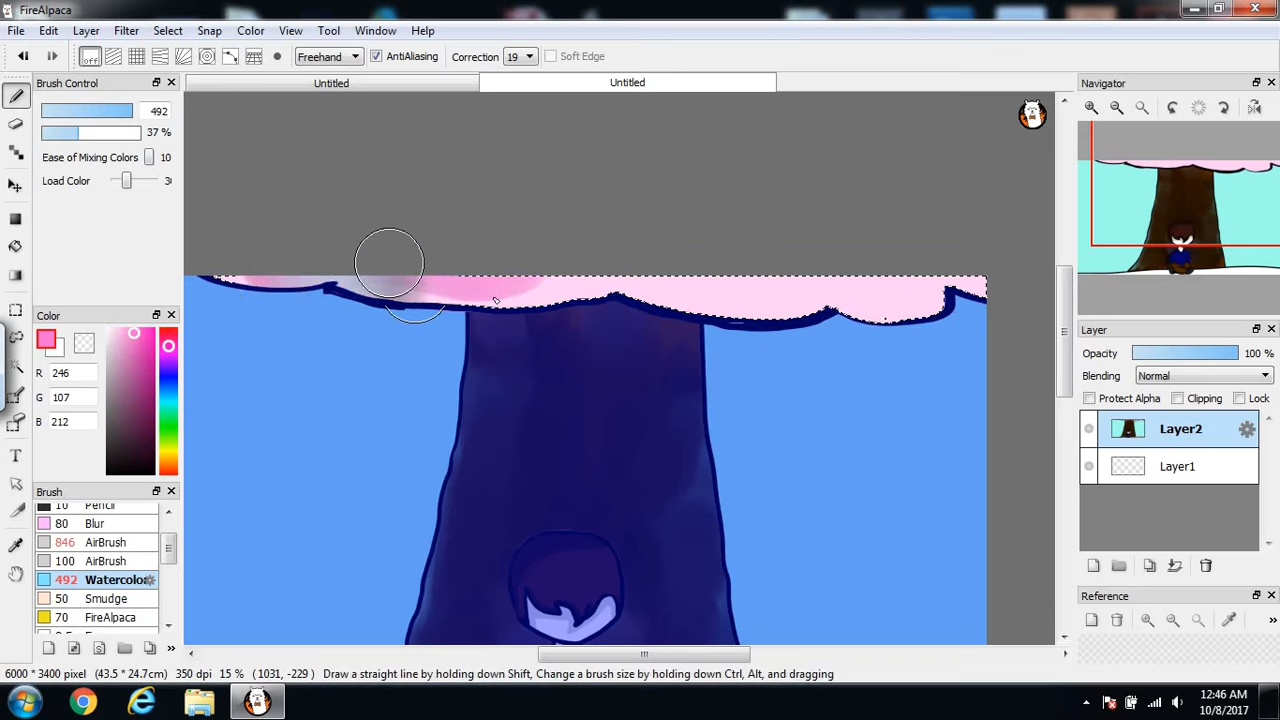 FireAlpaca
File Edit Layer Filter Select Snap Color View Tool Window Help
off Freehand AntiAliasing Correction 19 Soft Edge
Brush Control
492
37 %
Ease of Mixing Colors 10
Load Color
Untitled Untitled
Navigator
Color
R 246
G 107
B 212
Layer
Opacity 100 %
Blending Normal
Protect Alpha Clipping Lock
Layer2
Layer1
Brush
10 Pencil
80 Blur
846 AirBrush
100 AirBrush
492 Watercolo
50 Smudge
70 FireAlpaca
Reference
6000 * 3400 pixel (43.5 * 24.7cm) 350 dpi 15 % (1031, -229) Draw a straight line by holding down Shift, Change a brush size by holding down Ctrl, Alt, and dragging
12:46 AM
10/8/2017